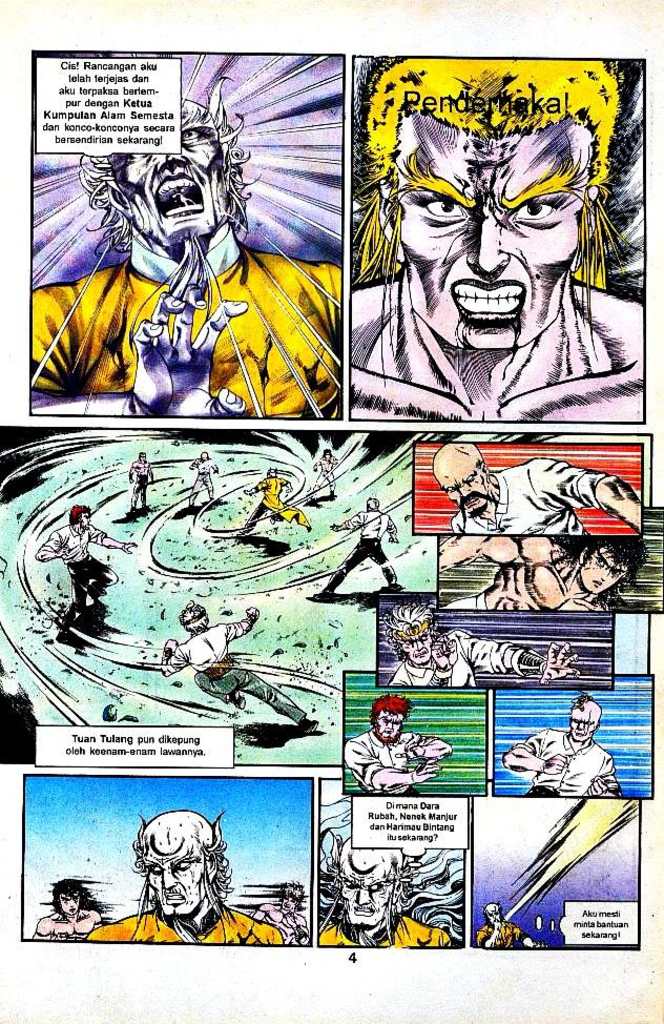 Cis! Rancangan aku
telah terjejas dan
aku terpaksa bertem-
pur dengan Ketua
Kumpulan Alam Semesta
dan konco-konconya secara
bersendirian sekarang!
Pendekar Nakal
Tuan Tulang pun dikepung
oleh keenam-enam lawannya.
Di mana Dara
Rubah, Nenek Manjur
dan Harimau Bintang
itu sekarang?
Aku mesti
minta bantuan
sekarang!
4